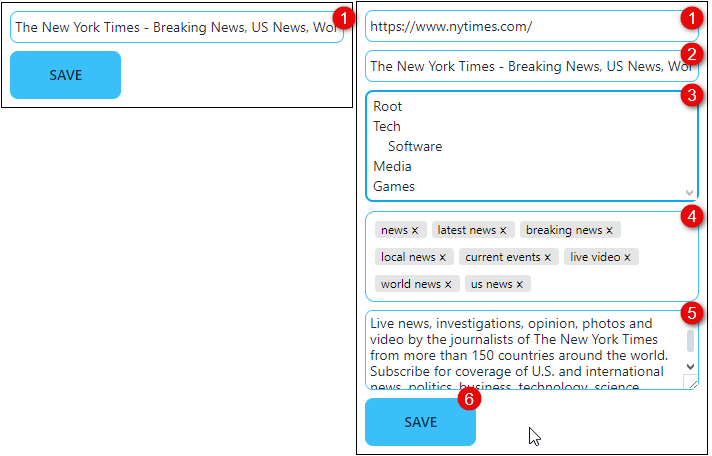 The New York Times - Breaking News, US News, Wor
1
SAVE
https://www.nytimes.com/
1
The New York Times - Breaking News, US News, Wor
2
3
Root
Tech
Software
Media
Games
4
news x latest news x breaking news x
local news x current events x live video x
world news x us news x
5
Live news, investigations, opinion, photos and
video by the journalists of The New York Times
from more than 150 countries around the world.
Subscribe for coverage of U.S. and international
news, politics, business, technology, science
6
SAVE